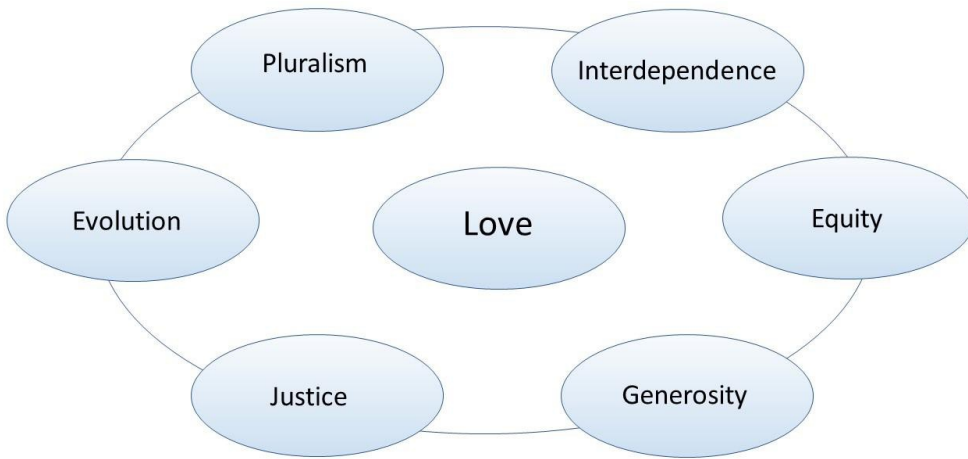 Pluralism
Interdependence
Evolution
Love
Equity
Justice
Generosity